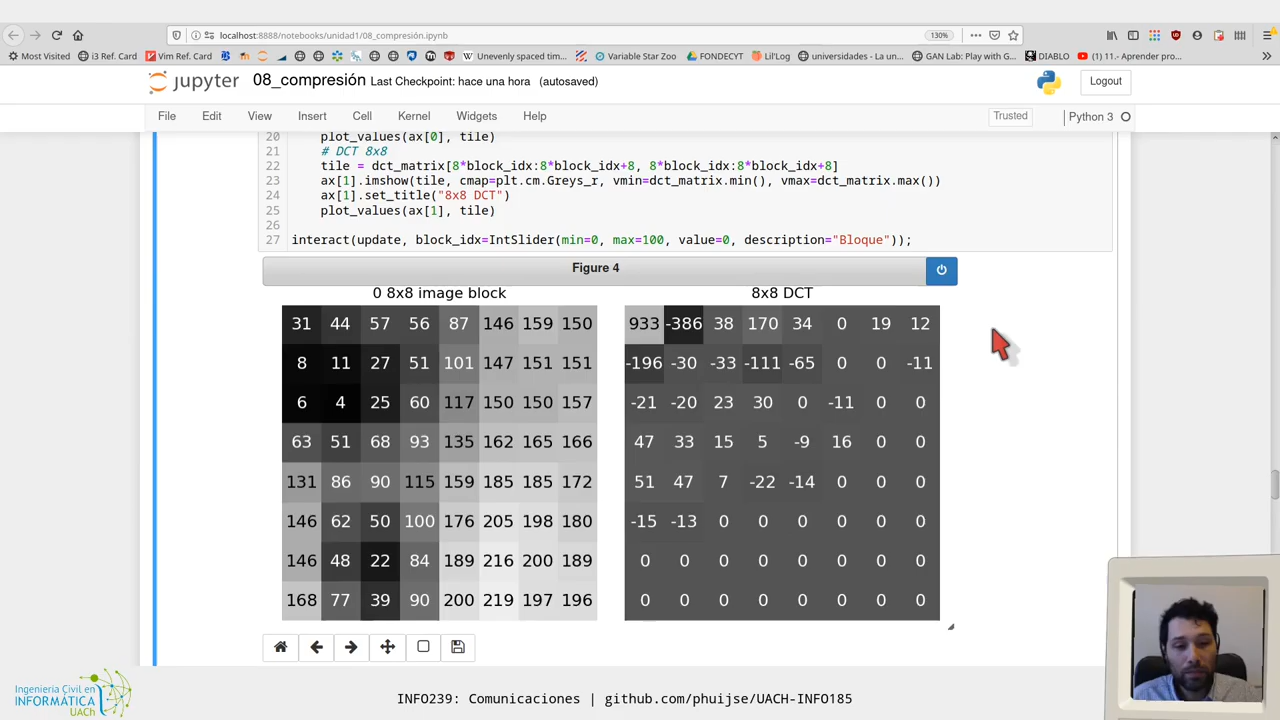 localhost:8888/notebooks/unidad1/08_compresión.ipynb
130%
Most Visited
i3 Ref. Card
Vim Ref. Card
Unevenly spaced tim...
Variable Star Zoo
FONDECYT
Lil'Log
universidades - La un...
GAN Lab: Play with G...
DIABLO
(1) 11.- Aprender pro...
jupyter 08_compresión Last Checkpoint: hace una hora (autosaved)
Logout
File Edit View Insert Cell Kernel Widgets Help
Trusted
Python 3
20 plot_values(ax[0], tile)
21 # DCT 8x8
22 tile = dct_matrix[8*block_idx:8*block_idx+8, 8*block_idx:8*block_idx+8]
23 ax[1].imshow(tile, cmap=plt.cm.Greys_r, vmin=dct_matrix.min(), vmax=dct_matrix.max())
24 ax[1].set_title("8x8 DCT")
25 plot_values(ax[1], tile)
26
27 interact(update, block_idx=IntSlider(min=0, max=100, value=0, description="Bloque"));
Figure 4
0 8x8 image block
31 44 57 56 87 146 159 150
8 11 27 51 101 147 151 151
6 4 25 60 117 150 150 157
63 51 68 93 135 162 165 166
131 86 90 115 159 185 185 172
146 62 50 100 176 205 198 180
146 48 22 84 189 216 200 189
168 77 39 90 200 219 197 196
8x8 DCT
933 -386 38 170 34 0 19 12
-196 -30 -33 -111 -65 0 0 -11
-21 -20 23 30 0 -11 0 0
47 33 15 5 -9 16 0 0
51 47 7 -22 -14 0 0 0
-15 -13 0 0 0 0 0 0
0 0 0 0 0 0 0 0
0 0 0 0 0 0 0 0
Ingeniería Civil en
INFORMÁTICA
UACh
INFO239: Comunicaciones | github.com/phuijse/UACH-INFO185